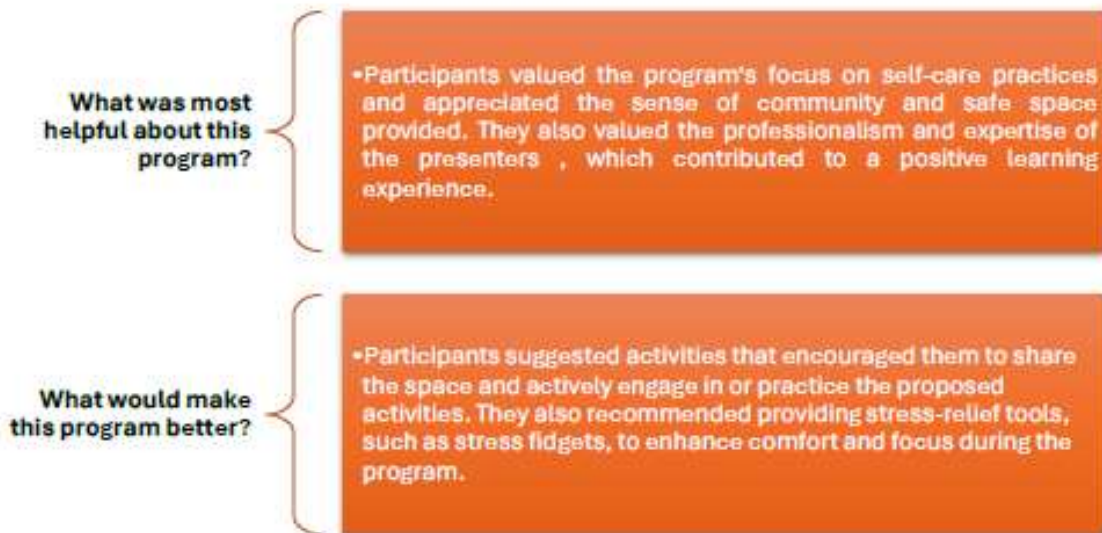 What was most
helpful about this
program?
•Participants valued the program's focus on self-care practices
and appreciated the sense of community and safe space
provided. They also valued the professionalism and expertise of
the presenters , which contributed to a positive learning
experience.
What would make
this program better?
•Participants suggested activities that encouraged them to share
the space and actively engage in or practice the proposed
activities. They also recommended providing stress-relief tools,
such as stress fidgets, to enhance comfort and focus during the
program.